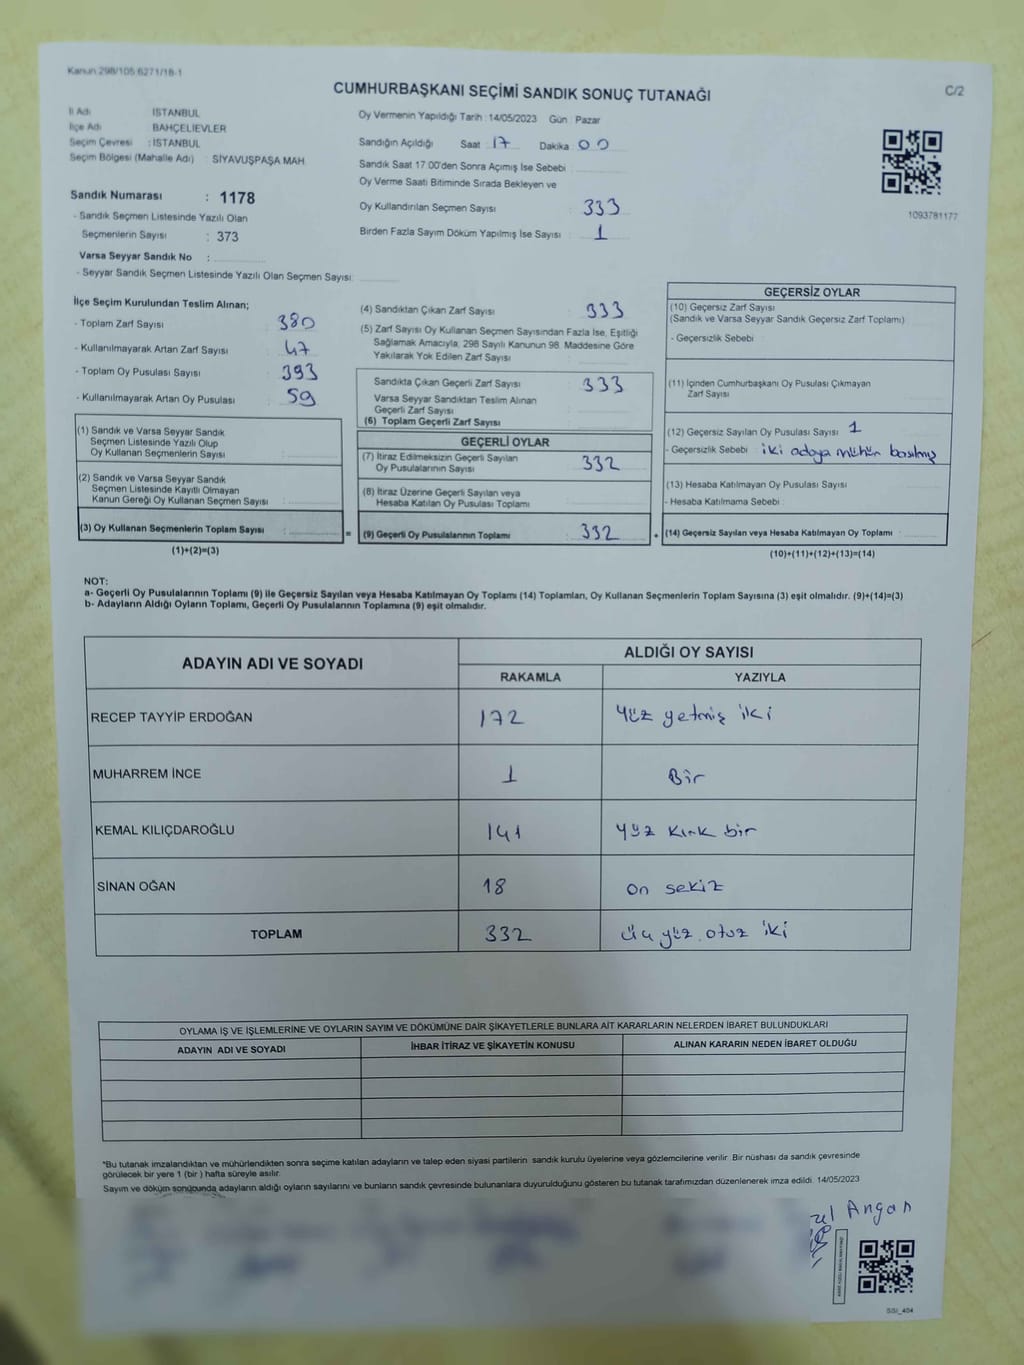 Kanun 298/105 6271/18-1
CUMHURBAŞKANI SEÇİMİ SANDIK SONUÇ TUTANAĞI
C/2
İl Adı ISTANBUL
İlçe Adı BAHÇELİEVLER
Seçim Çevresi : İSTANBUL
Seçim Bölgesi (Mahalle Adı) : SİYAVUŞPAŞA MAH.
Sandık Numarası : 1178
- Sandık Seçmen Listesinde Yazılı Olan
Seçmenlerin Sayısı : 373
Varsa Seyyar Sandık No :
- Seyyar Sandık Seçmen Listesinde Yazılı Olan Seçmen Sayısı:
Oy Vermenin Yapıldığı Tarih : 14/05/2023 Gün : Pazar
Sandığın Açıldığı Saat 17 Dakika 00
Sandık Saat 17.00'den Sonra Açımış İse Sebebi
Oy Verme Saati Bitiminde Sırada Bekleyen ve
Oy Kullandırılan Seçmen Sayısı : 333
Birden Fazla Sayım Döküm Yapılmış İse Sayısı : 1
1093781177
İlçe Seçim Kurulundan Teslim Alınan;
- Toplam Zarf Sayısı 380
- Kullanılmayarak Artan Zarf Sayısı 47
- Toplam Oy Pusulası Sayısı 393
- Kullanılmayarak Artan Oy Pusulası 59
(1) Sandık ve Varsa Seyyar Sandık
Seçmen Listesinde Yazılı Olup
Oy Kullanan Seçmenlerin Sayısı :
(2) Sandık ve Varsa Seyyar Sandık
Seçmen Listesinde Kayıtlı Olmayan
Kanun Gereği Oy Kullanan Seçmen Sayısı :
(3) Oy Kullanan Seçmenlerin Toplam Sayısı : =
(1)+(2)=(3)
(4) Sandıktan Çıkan Zarf Sayısı : 333
(5) Zarf Sayısı Oy Kullanan Seçmen Sayısından Fazla İse, Eşitliği
Sağlamak Amacıyla, 298 Sayılı Kanunun 98. Maddesine Göre
Yakılarak Yok Edilen Zarf Sayısı :
Sandıkta Çıkan Geçerli Zarf Sayısı : 333
Varsa Seyyar Sandıktan Teslim Alınan
Geçerli Zarf Sayısı
(6) Toplam Geçerli Zarf Sayısı
GEÇERLİ OYLAR
(7) İtiraz Edilmeksizin Geçerli Sayılan
Oy Pusulalarının Sayısı : 332
(8) İtiraz Üzerine Geçerli Sayılan veya
Hesaba Katılan Oy Pusulası Toplamı
(9) Geçerli Oy Pusulalarının Toplamı 332 +
GEÇERSİZ OYLAR
(10) Geçersiz Zarf Sayısı
(Sandık ve Varsa Seyyar Sandık Geçersiz Zarf Toplamı)
- Geçersizlik Sebebi
(11) İçinden Cumhurbaşkanı Oy Pusulası Çıkmayan
Zarf Sayısı
(12) Geçersiz Sayılan Oy Pusulası Sayısı : 1
- Geçersizlik Sebebi iki adaya mühür basılmış
(13) Hesaba Katılmayan Oy Pusulası Sayısı
- Hesaba Katılmama Sebebi :
(14) Geçersiz Sayılan veya Hesaba Katılmayan Oy Toplamı :
(10)+(11)+(12)+(13)=(14)
NOT:
a- Geçerli Oy Pusulalarının Toplamı (9) ile Geçersiz Sayılan veya Hesaba Katılmayan Oy Toplamı (14) Toplamları, Oy Kullanan Seçmenlerin Toplam Sayısına (3) eşit olmalıdır. (9)+(14)=(3)
b- Adayların Aldığı Oyların Toplamı, Geçerli Oy Pusulalarının Toplamına (9) eşit olmalıdır.
ADAYIN ADI VE SOYADI ALDIĞI OY SAYISI
RAKAMLA YAZIYLA
RECEP TAYYİP ERDOĞAN 172 Yüz yetmiş iki
MUHARREM İNCE 1 Bir
KEMAL KILIÇDAROĞLU 141 Yüz kırk bir
SİNAN OĞAN 18 on sekiz
TOPLAM 332 üç yüz otuz iki
OYLAMA İŞ VE İŞLEMLERİNE VE OYLARIN SAYIM VE DÖKÜMÜNE DAİR ŞİKAYETLERLE BUNLARA AİT KARARLARIN NELERDEN İBARET BULUNDUKLARI
ADAYIN ADI VE SOYADI İHBAR İTİRAZ VE ŞİKAYETİN KONUSU ALINAN KARARIN NEDEN İBARET OLDUĞU
*Bu tutanak imzalandıktan ve mühürlendikten sonra seçime katılan adayların ve talep eden siyasi partilerin sandık kurulu üyelerine veya gözlemcilerine verilir. Bir nüshası da sandık çevresinde
görülecek bir yere 1 (bir ) hafta süreyle asılır.
Sayım ve döküm sonucunda adayların aldığı oyların sayılarını ve bunların sandık çevresinde bulunanlara duyurulduğunu gösteren bu tutanak tarafımızdan düzenlenerek imza edildi. 14/05/2023
zel Angan
SSI_404